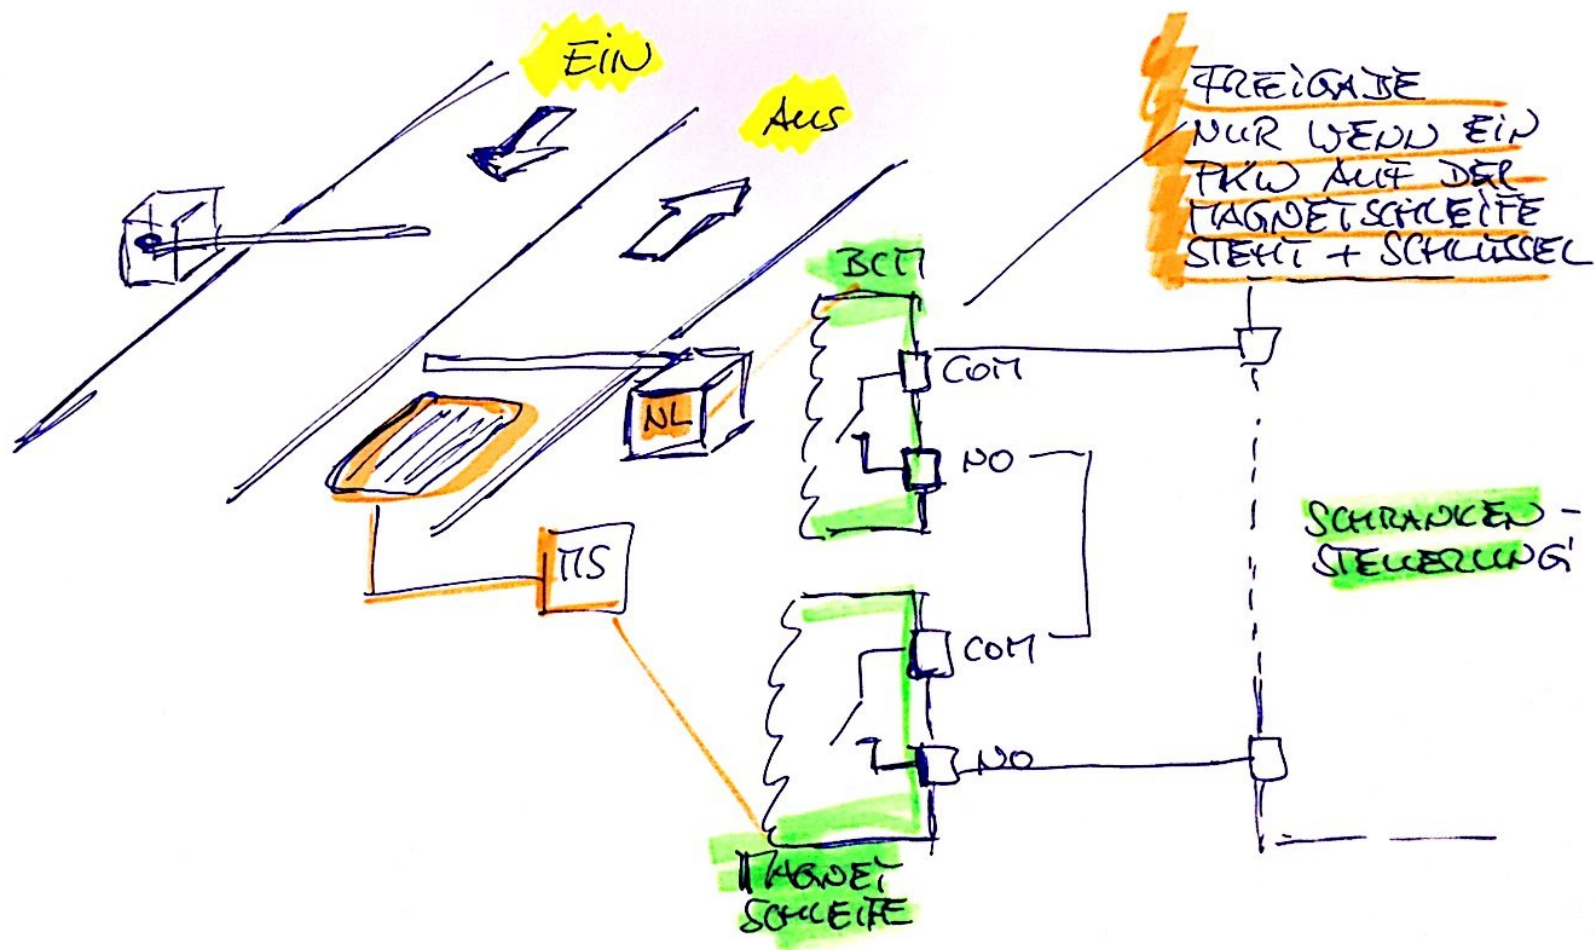 EiN
Aus
FREiGABE
NUR WENN EiN
PKW AUF DER
MAGNETSCHLEiFE
STEHT + SCHLÜSSEL
BCM
COM
NL
NO
SCHRANKEN-
STEUERUNG
MS
COM
NO
MAGNET
SCHLEiFE